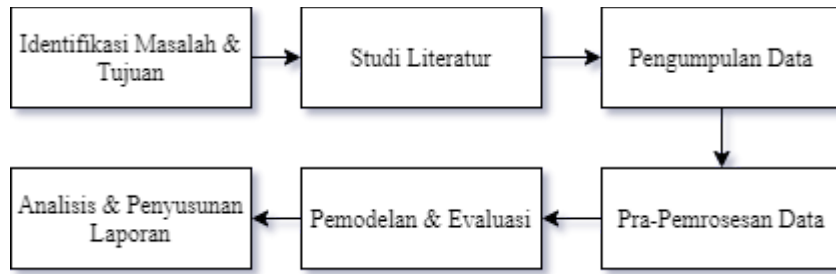 Identifikasi Masalah &
Tujuan
Studi Literatur
Pengumpulan Data
Analisis & Penyusunan
Laporan
Pemodelan & Evaluasi
Pra-Pemrosesan Data